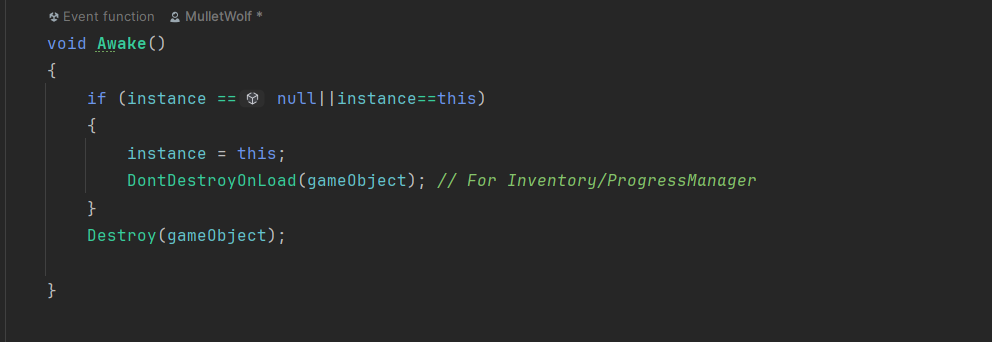 Event function MulletWolf *
void Awake()
{
if (instance == null||instance==this)
{
instance = this;
DontDestroyOnLoad(gameObject); // For Inventory/ProgressManager
}
Destroy(gameObject);
}